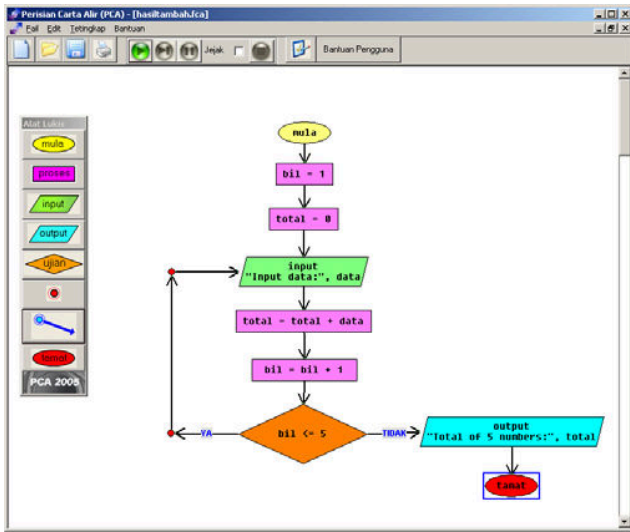 Perisian Carta Alir (PCA) - [hasiltambah.fca]
Fail Edit Tetingkap Bantuan
Jejak
Bantuan Pengguna
Alat Lukis
mula
proses
input
output
ujian
tamat
PCA 2005
mula
bil = 1
total = 0
input
"Input data:", data
total = total + data
bil = bil + 1
bil <= 5
YA
TIDAK
output
"Total of 5 numbers:", total
tamat